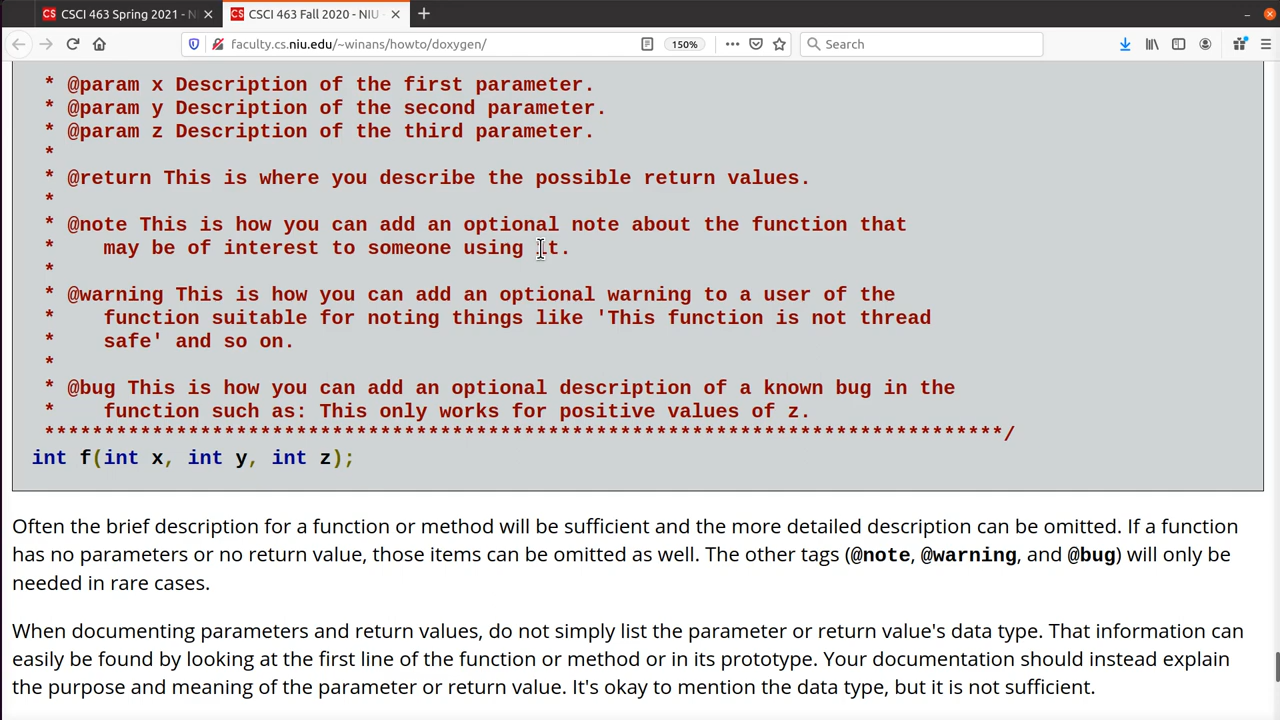 CS CSCI 463 Spring 2021 - N
CS CSCI 463 Fall 2020 - NIU -
faculty.cs.niu.edu/~winans/howto/doxygen/
150%
Search
* @param x Description of the first parameter.
* @param y Description of the second parameter.
* @param z Description of the third parameter.
*
* @return This is where you describe the possible return values.
*
* @note This is how you can add an optional note about the function that
* may be of interest to someone using it.
*
* @warning This is how you can add an optional warning to a user of the
* function suitable for noting things like 'This function is not thread
* safe' and so on.
*
* @bug This is how you can add an optional description of a known bug in the
* function such as: This only works for positive values of z.
********************************************************************************/
int f(int x, int y, int z);
Often the brief description for a function or method will be sufficient and the more detailed description can be omitted. If a function
has no parameters or no return value, those items can be omitted as well. The other tags (@note, @warning, and @bug) will only be
needed in rare cases.
When documenting parameters and return values, do not simply list the parameter or return value's data type. That information can
easily be found by looking at the first line of the function or method or in its prototype. Your documentation should instead explain
the purpose and meaning of the parameter or return value. It's okay to mention the data type, but it is not sufficient.